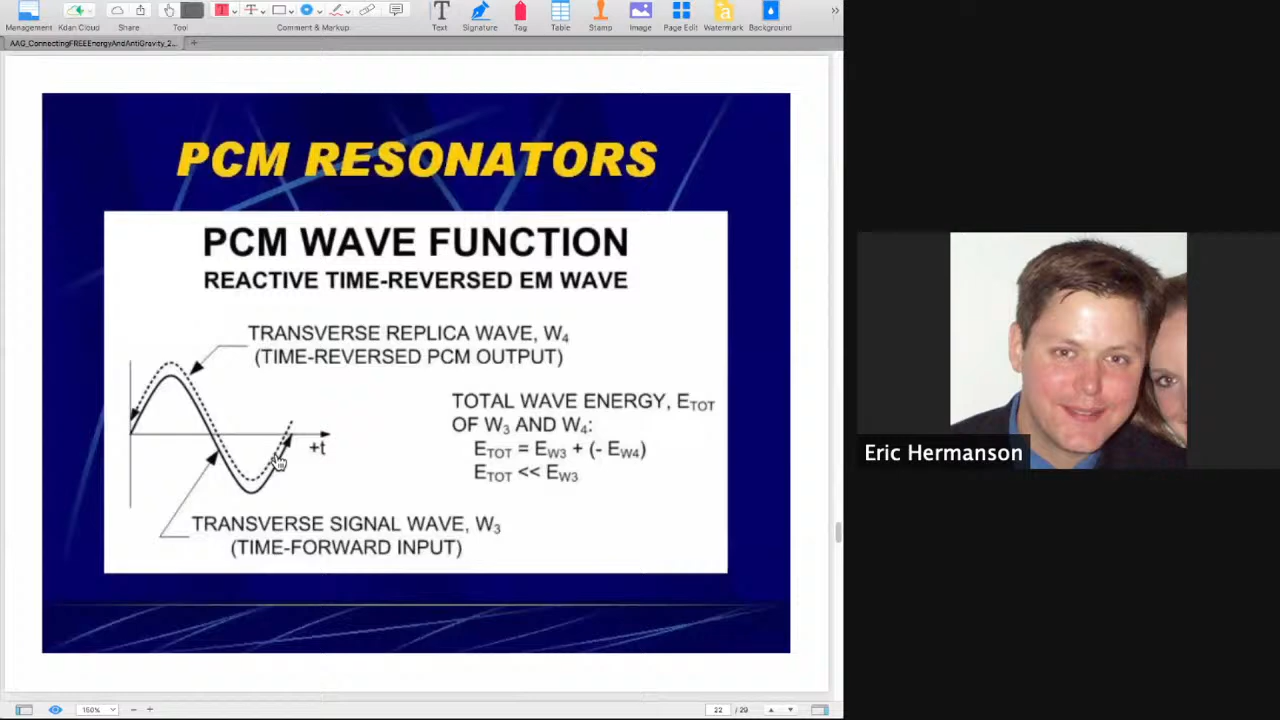 Management Kdan Cloud Share Tool Comment & Markup Text Signature Tag Table Stamp Image Page Edit Watermark Background
AAG_ConnectingFREEEnergyAndAntiGravity_2...
PCM RESONATORS
PCM WAVE FUNCTION
REACTIVE TIME-REVERSED EM WAVE
TRANSVERSE REPLICA WAVE, W4
(TIME-REVERSED PCM OUTPUT)
TOTAL WAVE ENERGY, ETOT
OF W3 AND W4:
ETOT = EW3 + (- EW4)
ETOT << EW3
+t
TRANSVERSE SIGNAL WAVE, W3
(TIME-FORWARD INPUT)
Eric Hermanson
150% 22 / 29